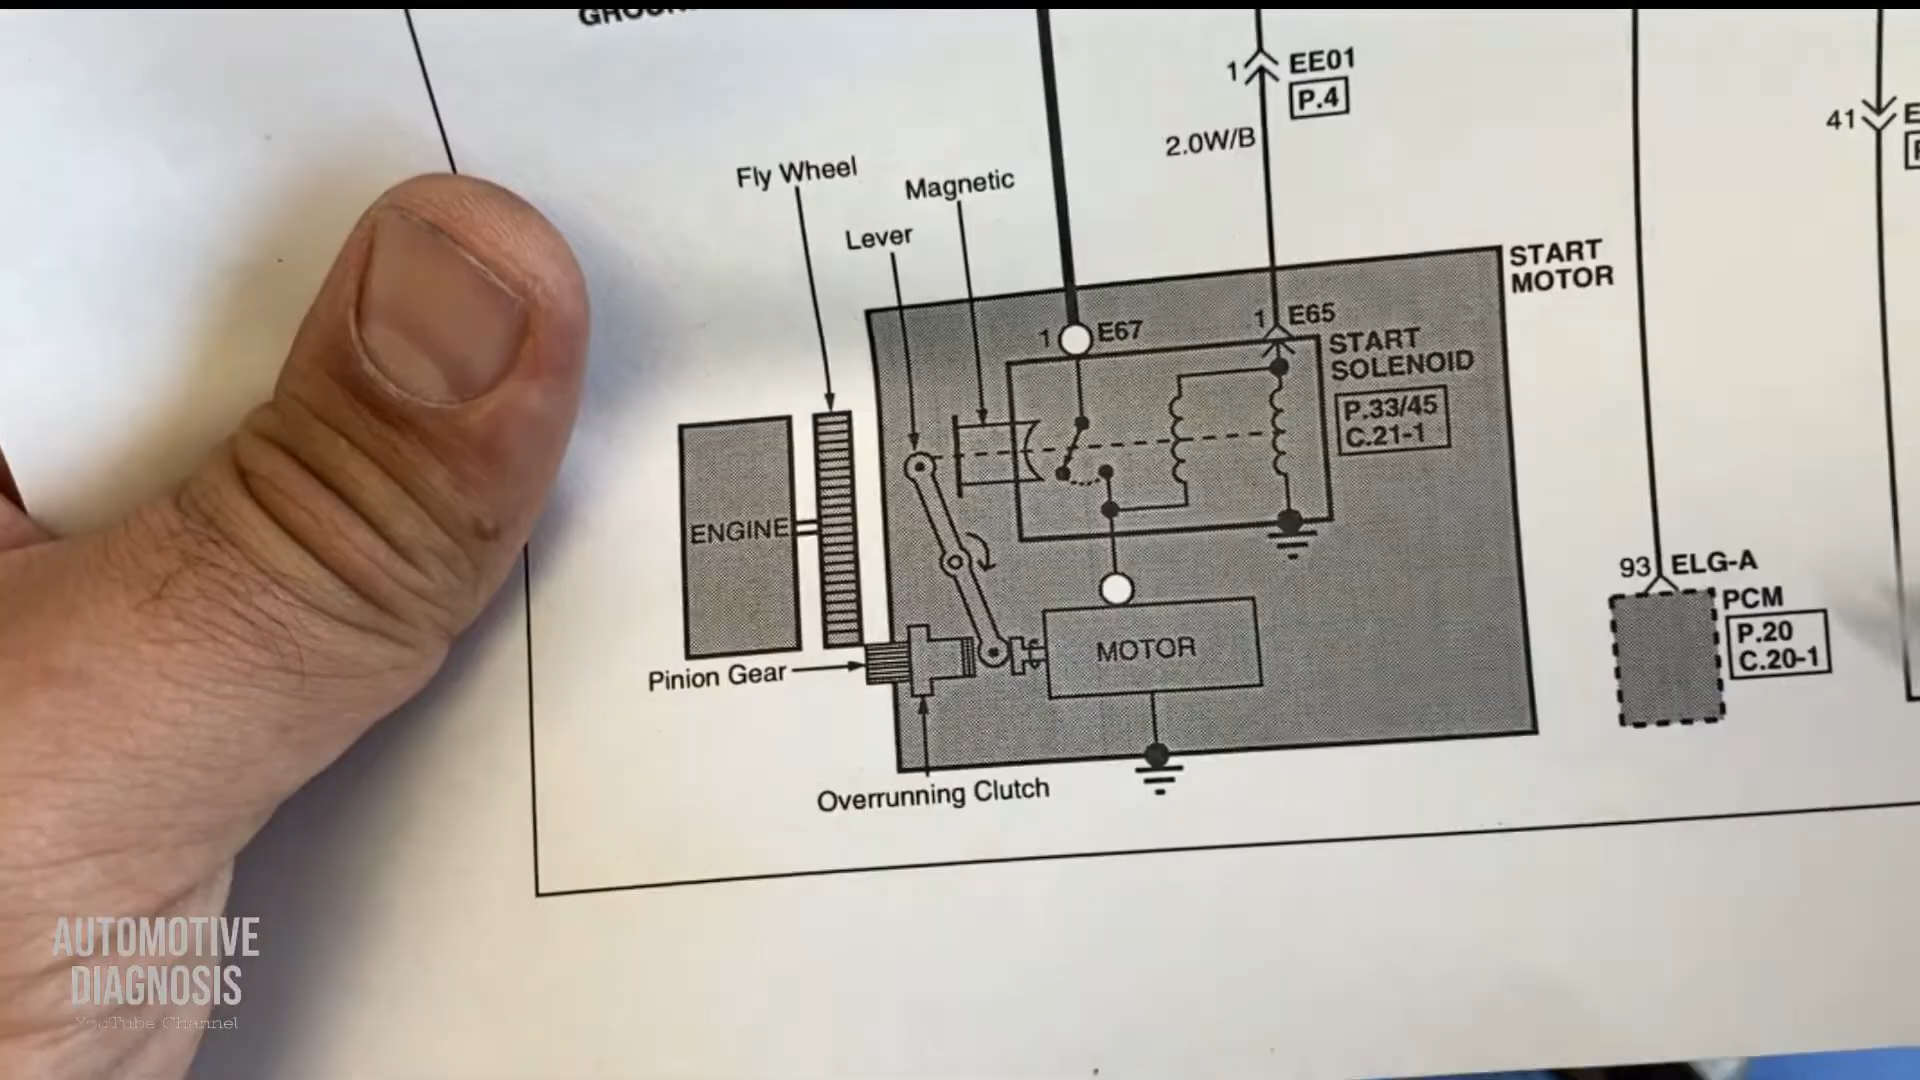 EE01
1
P.4
2.0W/B
41
Fly Wheel
Magnetic
Lever
START
MOTOR
1
E67
1
E65
START
SOLENOID
P.33/45
C.21-1
ENGINE
MOTOR
Pinion Gear
Overrunning Clutch
93
ELG-A
PCM
P.20
C.20-1
AUTOMOTIVE
DIAGNOSIS
YouTube Channel